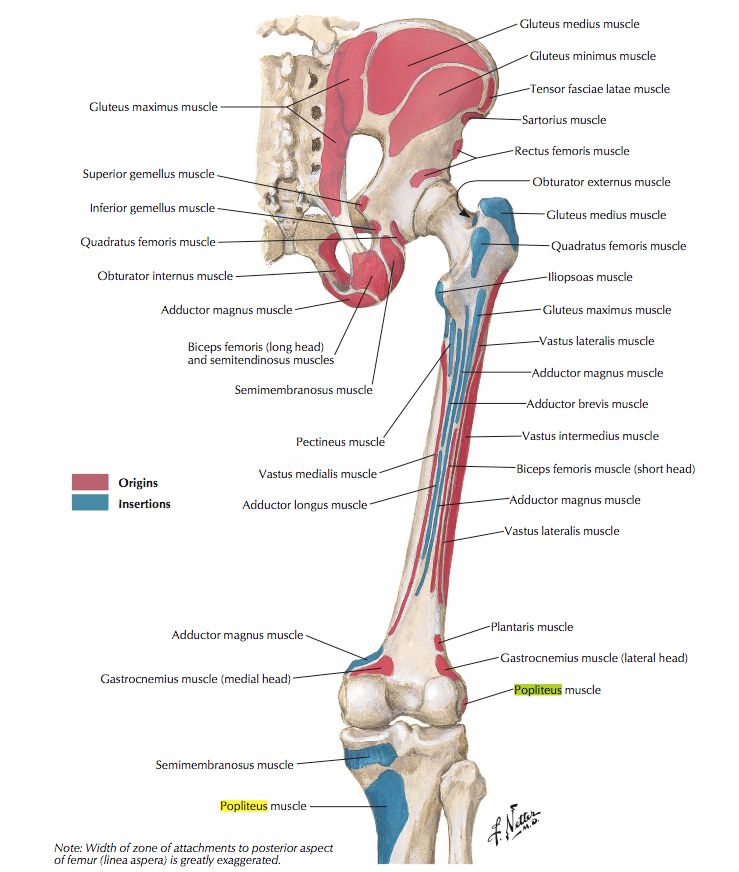 Gluteus medius muscle
Gluteus minimus muscle
Tensor fasciae latae muscle
Gluteus maximus muscle
Sartorius muscle
Rectus femoris muscle
Superior gemellus muscle
Obturator externus muscle
Inferior gemellus muscle
Gluteus medius muscle
Quadratus femoris muscle
Quadratus femoris muscle
Obturator internus muscle
Iliopsoas muscle
Adductor magnus muscle
Gluteus maximus muscle
Biceps femoris (long head)
and semitendinosus muscles
Vastus lateralis muscle
Adductor magnus muscle
Semimembranosus muscle
Adductor brevis muscle
Pectineus muscle
Vastus intermedius muscle
Vastus medialis muscle
Biceps femoris muscle (short head)
Origins
Insertions
Adductor longus muscle
Adductor magnus muscle
Vastus lateralis muscle
Plantaris muscle
Adductor magnus muscle
Gastrocnemius muscle (lateral head)
Gastrocnemius muscle (medial head)
Popliteus muscle
Semimembranosus muscle
Popliteus muscle
F. Netter
M.D.
Note: Width of zone of attachments to posterior aspect
of femur (linea aspera) is greatly exaggerated.